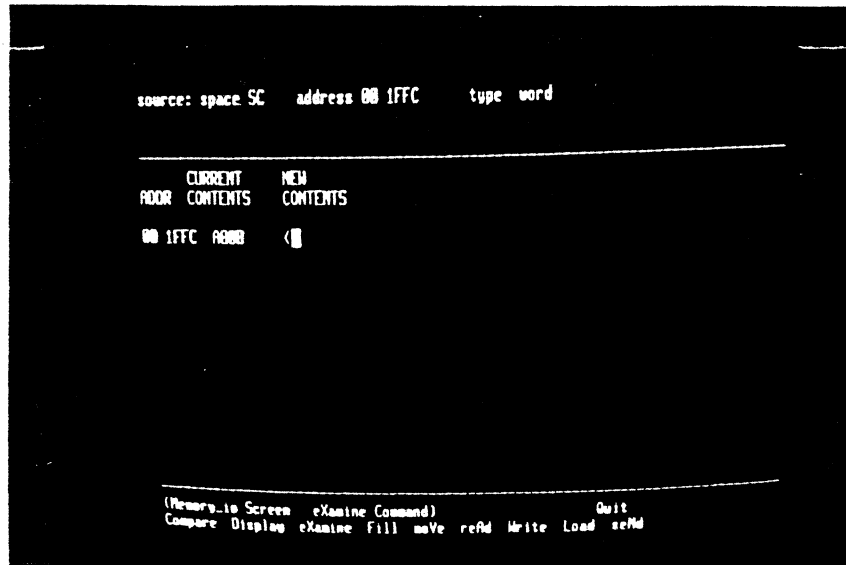 source: space SC address 00 1FFC type word
CURRENT NEW
ADDR CONTENTS CONTENTS
00 1FFC A00B <
(Memory_io Screen eXamine Command) Quit
Compare Display eXamine Fill moVe reAd Write Load seNd